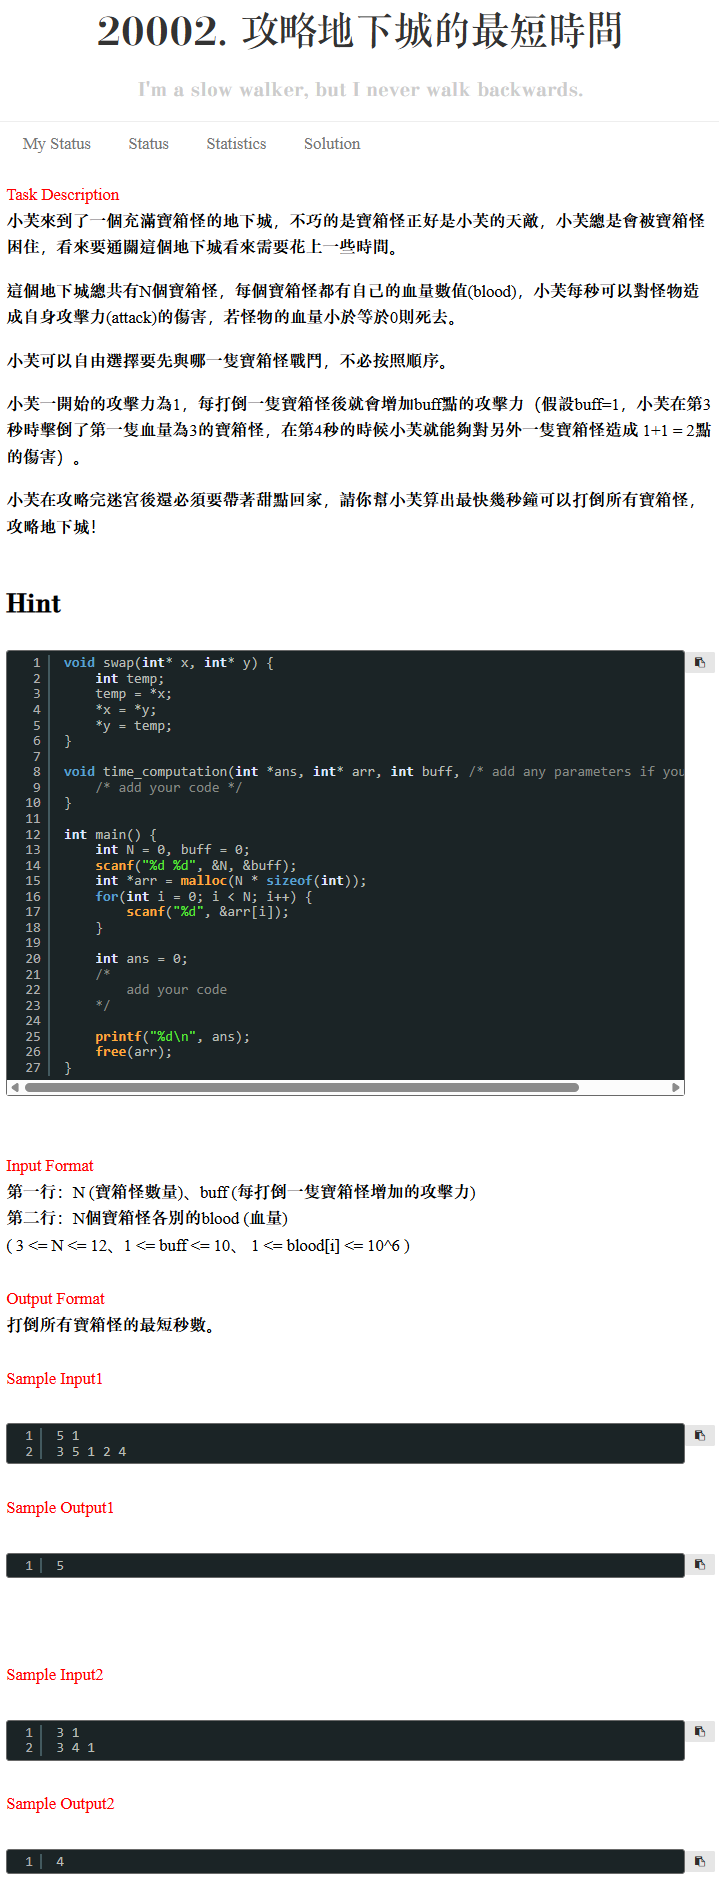 20002. 攻略地下城的最短時間
I'm a slow walker, but I never walk backwards.
My Status Status Statistics Solution
Task Description
小芙來到了一個充滿寶箱怪的地下城，不巧的是寶箱怪正好是小芙的天敵，小芙總是會被寶箱怪
困住，看來要通關這個地下城看來需要花上一些時間。
這個地下城總共有N個寶箱怪，每個寶箱怪都有自己的血量數值(blood)，小芙每秒可以對怪物造
成自身攻擊力(attack)的傷害，若怪物的血量小於等於0則死去。
小芙可以自由選擇要先與哪一隻寶箱怪戰鬥，不必按照順序。
小芙一開始的攻擊力為1，每打倒一隻寶箱怪後就會增加buff點的攻擊力（假設buff=1，小芙在第3
秒時擊倒了第一隻血量為3的寶箱怪，在第4秒的時候小芙就能夠對另外一隻寶箱怪造成 1+1 = 2點
的傷害）。
小芙在攻略完迷宮後還必須要帶著甜點回家，請你幫小芙算出最快幾秒鐘可以打倒所有寶箱怪，
攻略地下城！
Hint
1 void swap(int* x, int* y) {
2 int temp;
3 temp = *x;
4 *x = *y;
5 *y = temp;
6 }
7
8 void time_computation(int *ans, int* arr, int buff, /* add any parameters if you
9 /* add your code */
10 }
11
12 int main() {
13 int N = 0, buff = 0;
14 scanf("%d %d", &N, &buff);
15 int *arr = malloc(N * sizeof(int));
16 for(int i = 0; i < N; i++) {
17 scanf("%d", &arr[i]);
18 }
19
20 int ans = 0;
21 /*
22 add your code
23 */
24
25 printf("%d\n", ans);
26 free(arr);
27 }
Input Format
第一行：N (寶箱怪數量)、buff (每打倒一隻寶箱怪增加的攻擊力)
第二行：N個寶箱怪各別的blood (血量)
( 3 <= N <= 12、1 <= buff <= 10、 1 <= blood[i] <= 10^6 )
Output Format
打倒所有寶箱怪的最短秒數。
Sample Input1
1 5 1
2 3 5 1 2 4
Sample Output1
1 5
Sample Input2
1 3 1
2 3 4 1
Sample Output2
1 4